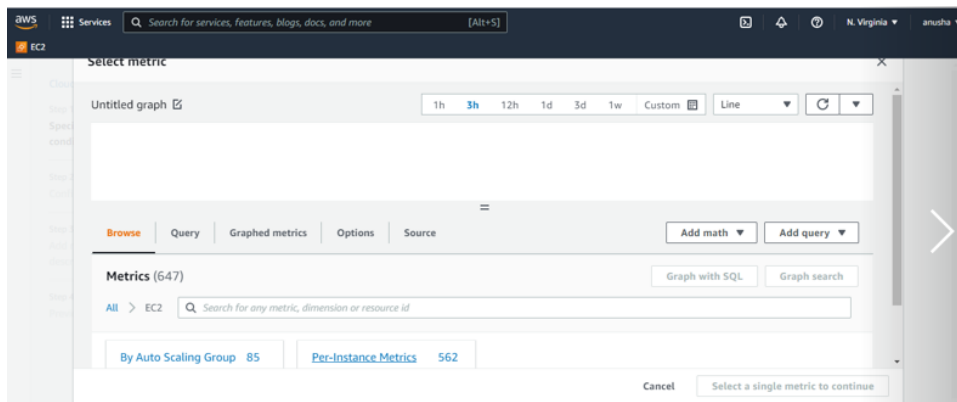 aws Services Search for services, features, blogs, docs, and more [Alt+S] N. Virginia anusha
EC2
Select metric
Untitled graph 1h 3h 12h 1d 3d 1w Custom Line
Browse Query Graphed metrics Options Source Add math Add query
Metrics (647) Graph with SQL Graph search
All > EC2 Search for any metric, dimension or resource id
By Auto Scaling Group 85 Per-Instance Metrics 562
Cancel Select a single metric to continue